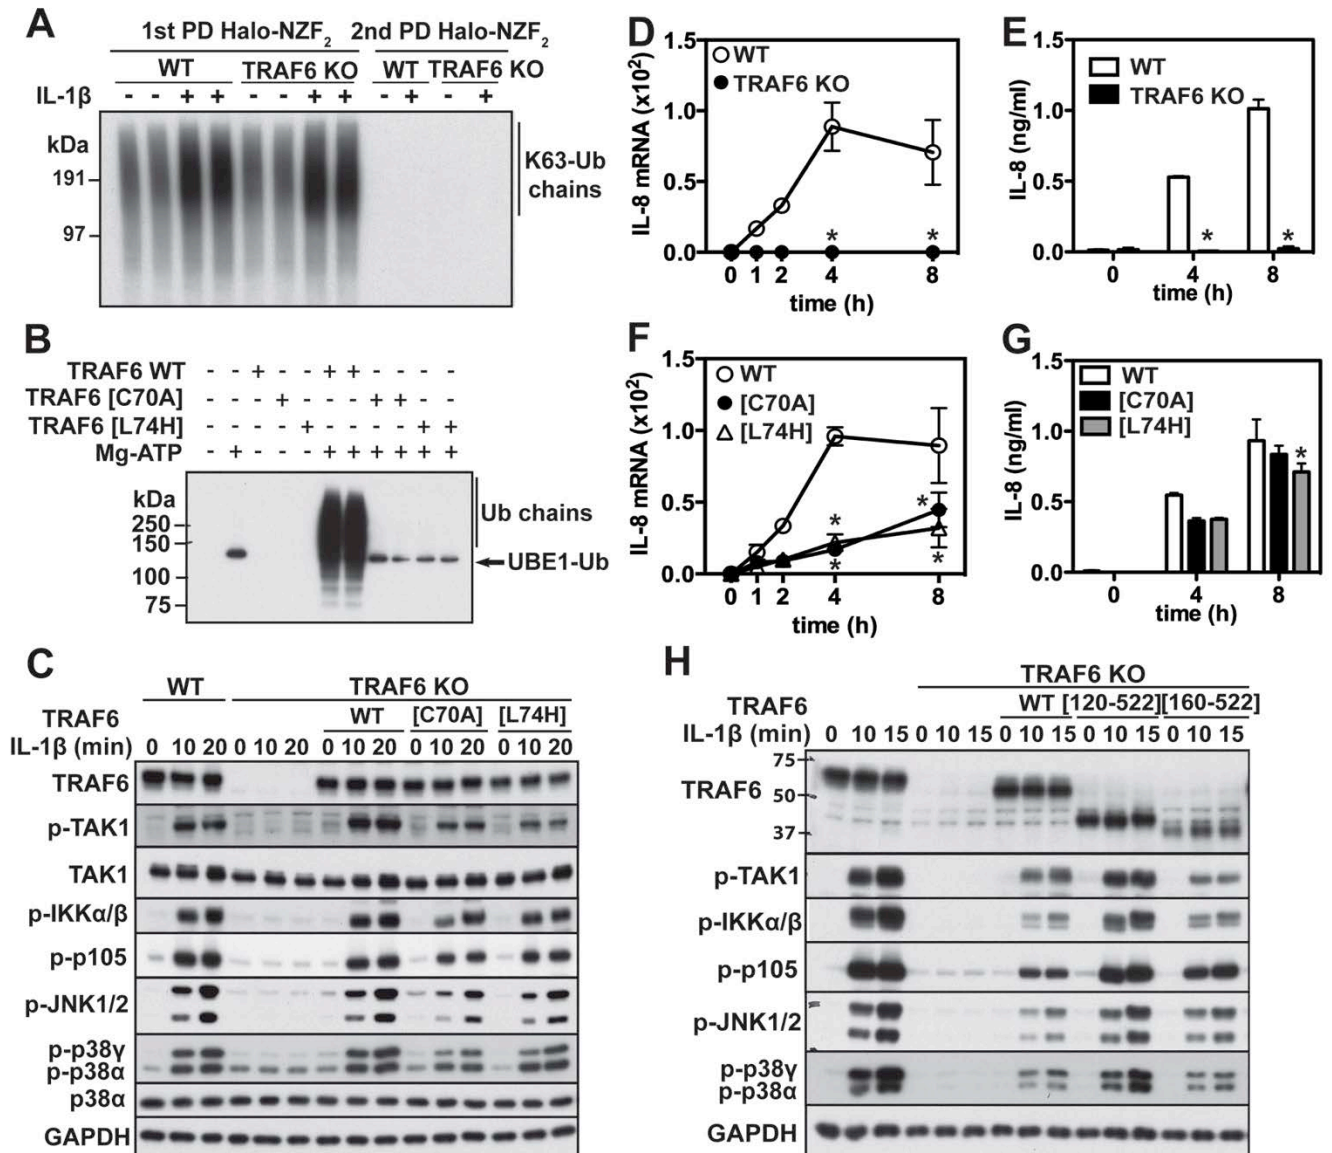 A
1st PD Halo-NZF2 2nd PD Halo-NZF2
WT TRAF6 KO WT TRAF6 KO
IL-1β - - + + - - + + - + - +
kDa
191
97
K63-Ub
chains
B
TRAF6 WT - - + - - + + - - - -
TRAF6 [C70A] - - - + - - - + + - -
TRAF6 [L74H] - - - - + - - - - + +
Mg-ATP - + - - - + + + + + +
kDa
250
150
100
75
Ub chains
UBE1-Ub
C
WT TRAF6 KO
TRAF6 WT [C70A] [L74H]
IL-1β (min) 0 10 20 0 10 20 0 10 20 0 10 20 0 10 20
TRAF6
p-TAK1
TAK1
p-IKKα/β
p-p105
p-JNK1/2
p-p38γ
p-p38α
p38α
GAPDH
D
IL-8 mRNA (x10²)
1.5
1.0
0.5
0.0
WT
TRAF6 KO
* *
0 1 2 4 8
time (h)
E
IL-8 (ng/ml)
1.5
1.0
0.5
0.0
WT
TRAF6 KO
* *
0 4 8
time (h)
F
IL-8 mRNA (x10²)
1.5
1.0
0.5
0.0
WT
[C70A]
[L74H]
* *
* *
0 1 2 4 8
time (h)
G
IL-8 (ng/ml)
1.5
1.0
0.5
0.0
WT
[C70A]
[L74H]
*
0 4 8
time (h)
H
TRAF6 KO
TRAF6 WT [120-522] [160-522]
IL-1β (min) 0 10 15 0 10 15 0 10 15 0 10 15 0 10 15
75
TRAF6
50
37
p-TAK1
p-IKKα/β
p-p105
p-JNK1/2
p-p38γ
p-p38α
GAPDH